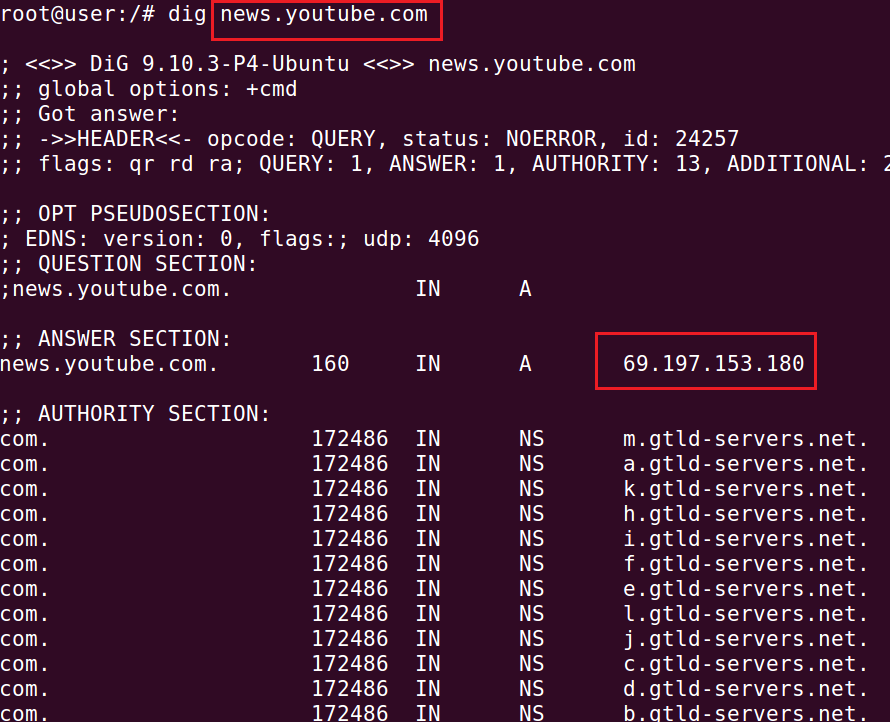 root@user:/# dig news.youtube.com
; <<>> DiG 9.10.3-P4-Ubuntu <<>> news.youtube.com
;; global options: +cmd
;; Got answer:
;; ->>HEADER<<- opcode: QUERY, status: NOERROR, id: 24257
;; flags: qr rd ra; QUERY: 1, ANSWER: 1, AUTHORITY: 13, ADDITIONAL: 2
;; OPT PSEUDOSECTION:
; EDNS: version: 0, flags:; udp: 4096
;; QUESTION SECTION:
;news.youtube.com. IN A
;; ANSWER SECTION:
news.youtube.com. 160 IN A 69.197.153.180
;; AUTHORITY SECTION:
com. 172486 IN NS m.gtld-servers.net.
com. 172486 IN NS a.gtld-servers.net.
com. 172486 IN NS k.gtld-servers.net.
com. 172486 IN NS h.gtld-servers.net.
com. 172486 IN NS i.gtld-servers.net.
com. 172486 IN NS f.gtld-servers.net.
com. 172486 IN NS e.gtld-servers.net.
com. 172486 IN NS l.gtld-servers.net.
com. 172486 IN NS j.gtld-servers.net.
com. 172486 IN NS c.gtld-servers.net.
com. 172486 IN NS d.gtld-servers.net.
com. 172486 IN NS b.gtld-servers.net.